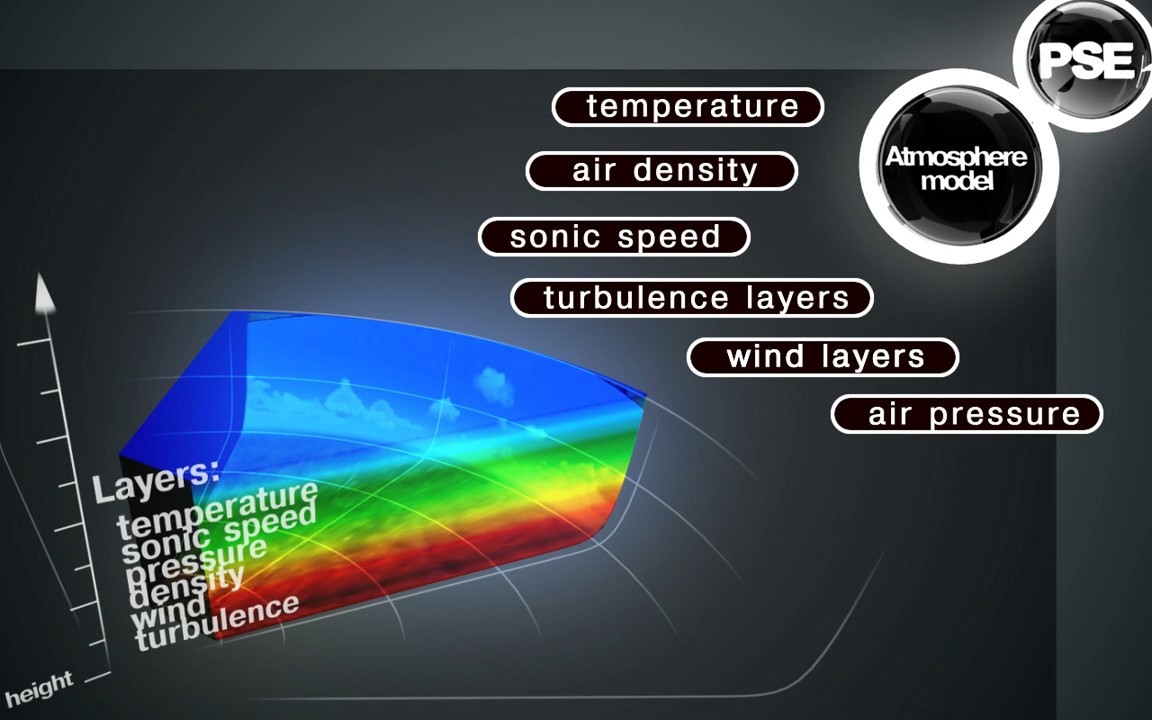 PSE
temperature
Atmosphere
model
air density
sonic speed
turbulence layers
wind layers
air pressure
Layers:
temperature
sonic speed
pressure
density
wind
turbulence
height